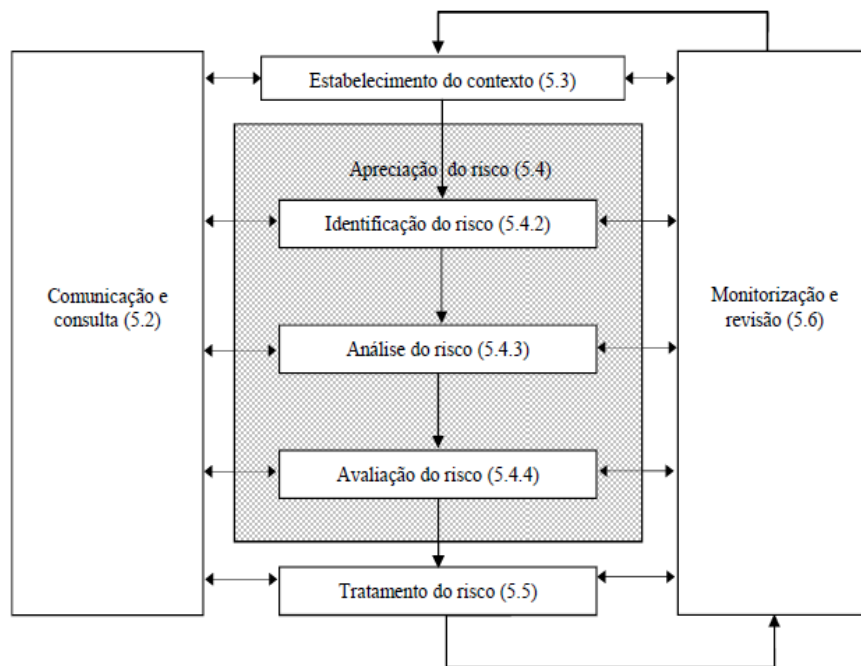 Estabelecimento do contexto (5.3)
Apreciação do risco (5.4)
Identificação do risco (5.4.2)
Comunicação e
consulta (5.2)
Monitorização e
revisão (5.6)
Análise do risco (5.4.3)
Avaliação do risco (5.4.4)
Tratamento do risco (5.5)